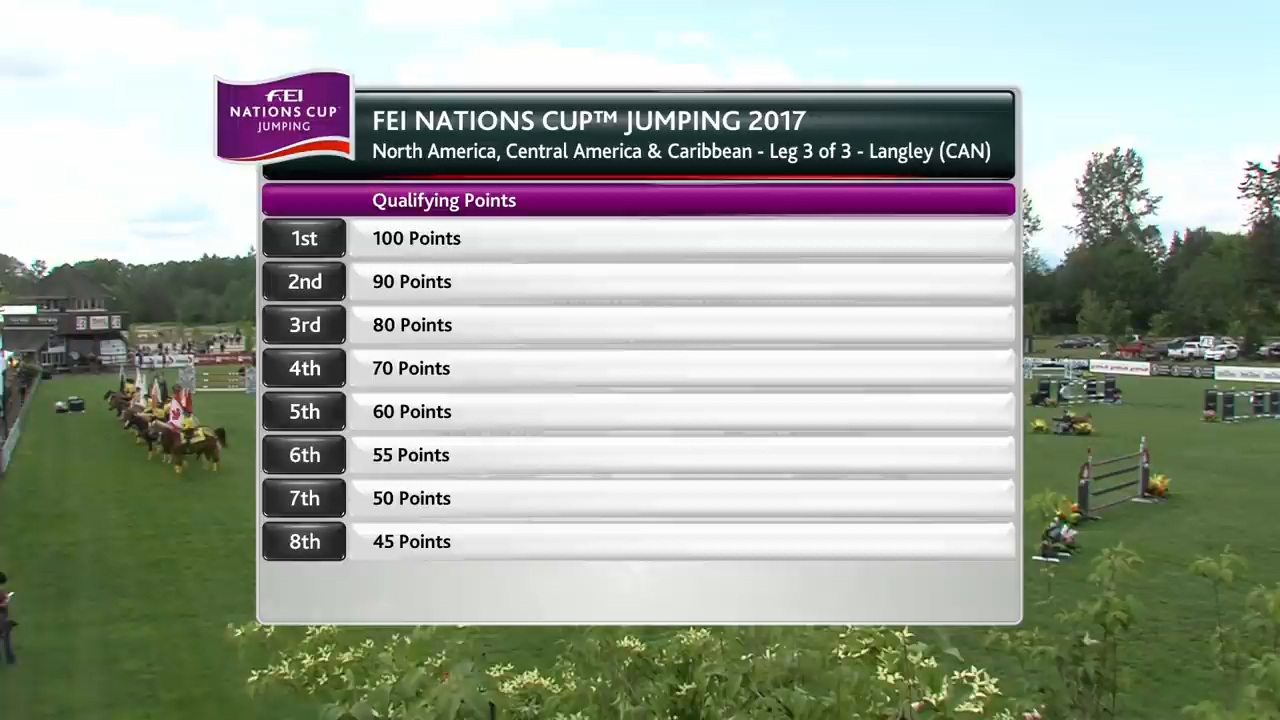 FEI
NATIONS CUP
JUMPING
FEI NATIONS CUP™ JUMPING 2017
North America, Central America & Caribbean - Leg 3 of 3 - Langley (CAN)
Qualifying Points
1st 100 Points
2nd 90 Points
3rd 80 Points
4th 70 Points
5th 60 Points
6th 55 Points
7th 50 Points
8th 45 Points